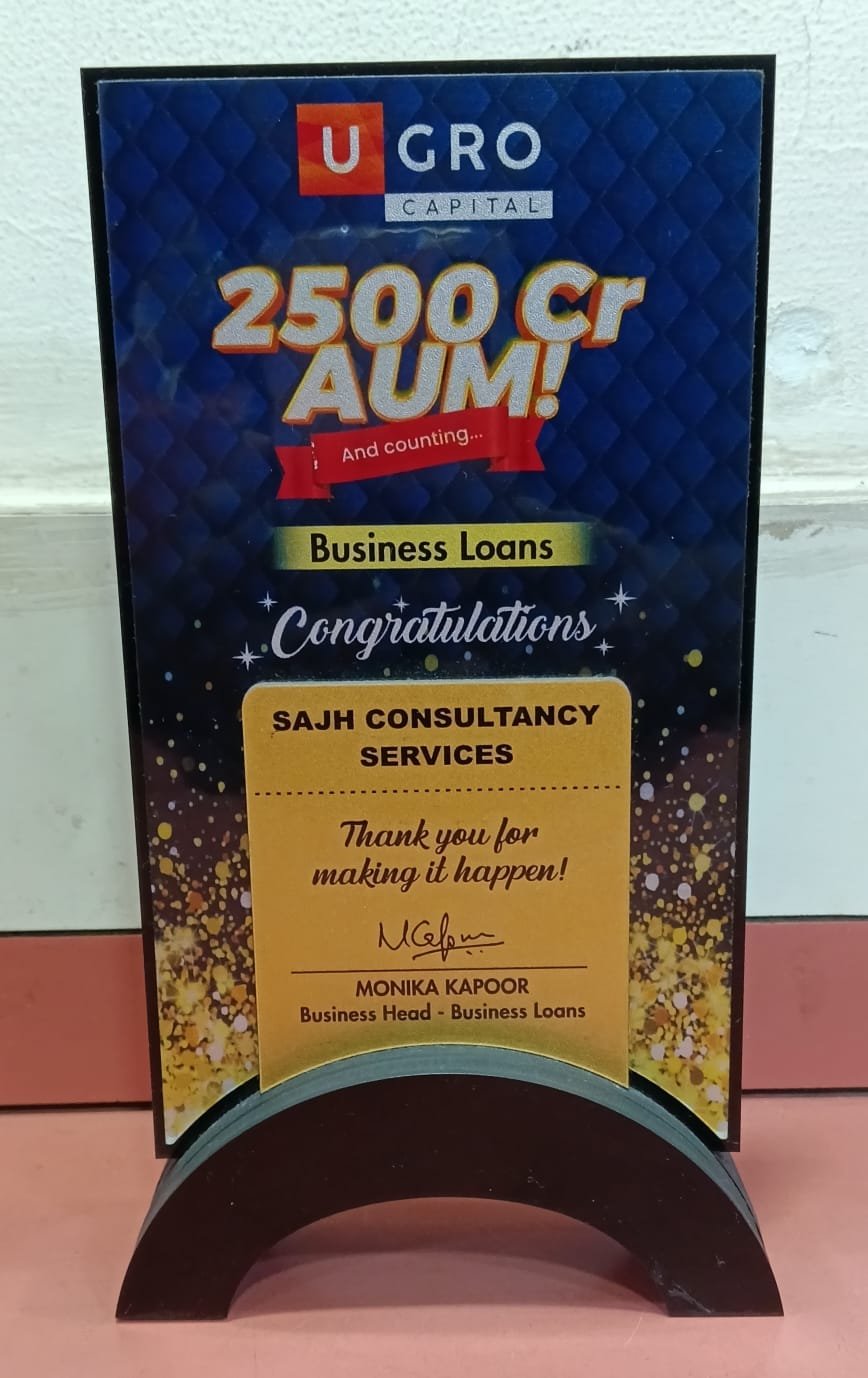 U GRO
CAPITAL
2500 Cr
AUM!
And counting...
Business Loans
Congratulations
SAJH CONSULTANCY
SERVICES
Thank you for
making it happen!
MONIKA KAPOOR
Business Head - Business Loans